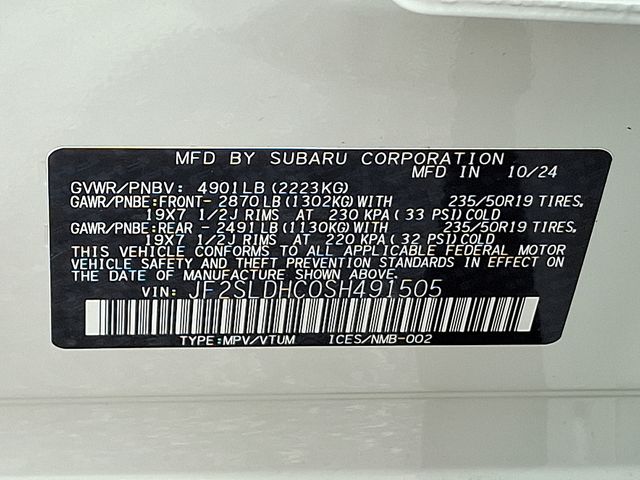 MFD BY SUBARU CORPORATION
MFD IN 10/24
GVWR/PNBV: 4901LB (2223KG)
GAWR/PNBE:FRONT- 2870 LB (1302KG) WITH 235/50R19 TIRES,
19X7 1/2J RIMS AT 230 KPA ( 33 PSI) COLD
GAWR/PNBE:REAR - 2491 LB (1130KG) WITH 235/50R19 TIRES,
19X7 1/2J RIMS AT 220 KPA ( 32 PSI) COLD
THIS VEHICLE CONFORMS TO ALL APPLICABLE FEDERAL MOTOR
VEHICLE SAFETY AND THEFT PREVENTION STANDARDS IN EFFECT ON
THE DATE OF MANUFACTURE SHOWN ABOVE.
VIN: JF2SLDHC0SH491505
TYPE:MPV/VTUM ICES/NMB-002